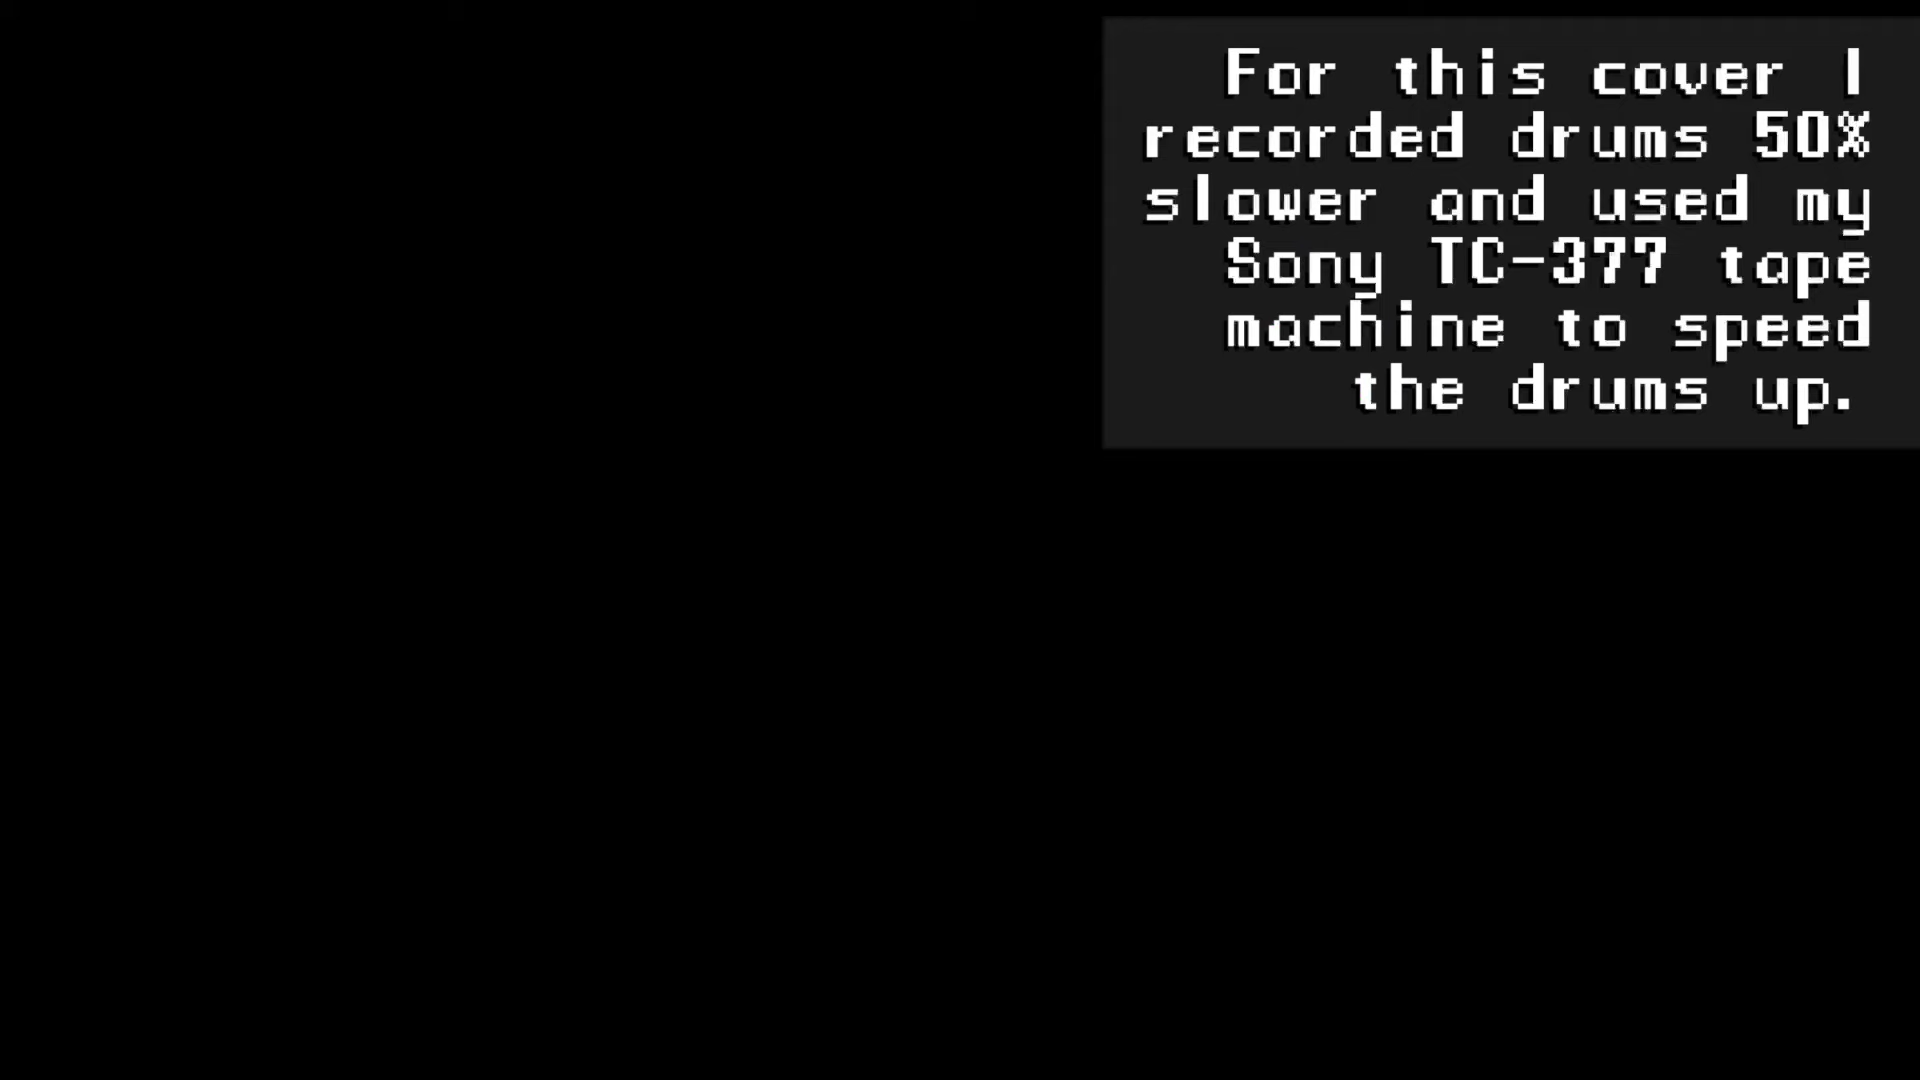 For this cover I
recorded drums 50%
slower and used my
Sony TC-377 tape
machine to speed
the drums up.